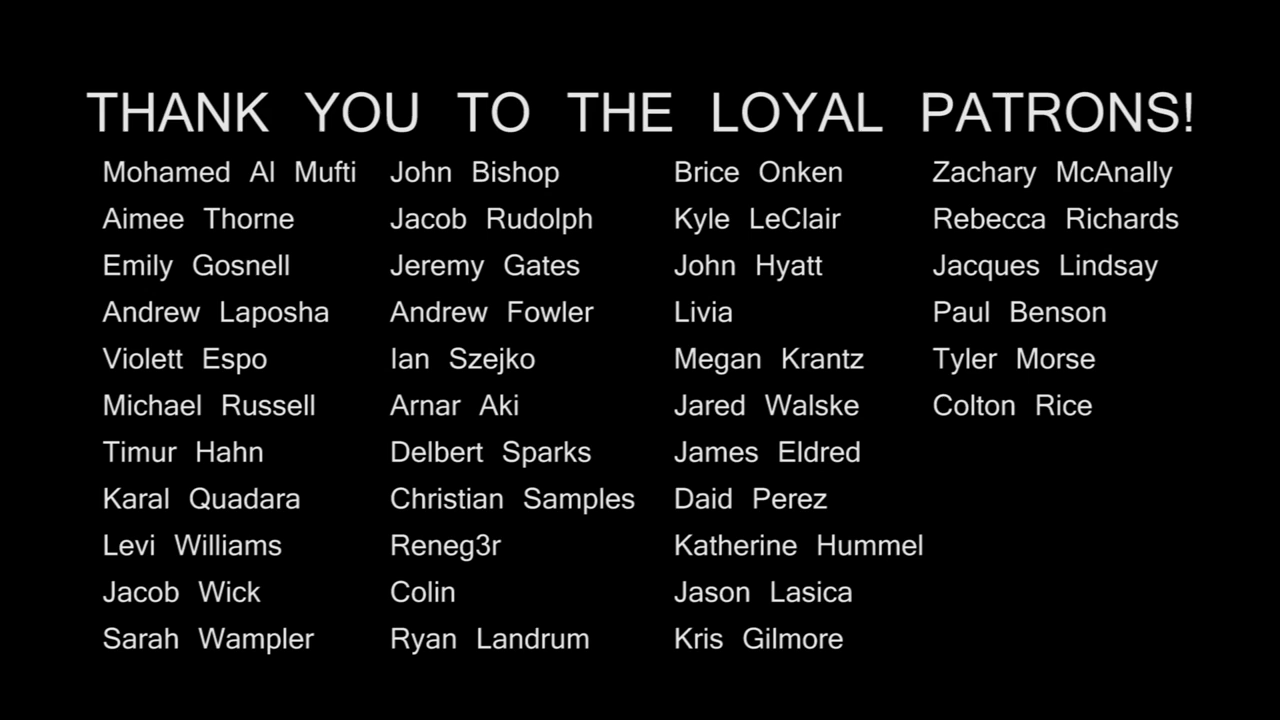 THANK YOU TO THE LOYAL PATRONS!
Mohamed Al Mufti
Aimee Thorne
Emily Gosnell
Andrew Laposha
Violett Espo
Michael Russell
Timur Hahn
Karal Quadara
Levi Williams
Jacob Wick
Sarah Wampler
John Bishop
Jacob Rudolph
Jeremy Gates
Andrew Fowler
Ian Szejko
Arnar Aki
Delbert Sparks
Christian Samples
Reneg3r
Colin
Ryan Landrum
Brice Onken
Kyle LeClair
John Hyatt
Livia
Megan Krantz
Jared Walske
James Eldred
Daid Perez
Katherine Hummel
Jason Lasica
Kris Gilmore
Zachary McAnally
Rebecca Richards
Jacques Lindsay
Paul Benson
Tyler Morse
Colton Rice